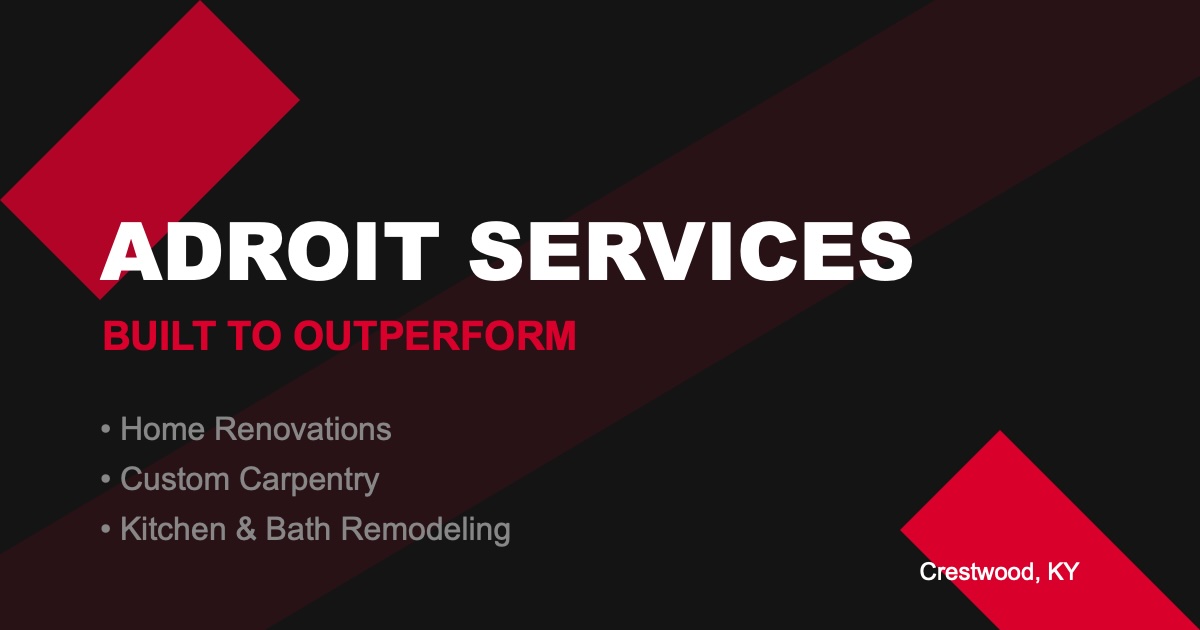 ADROIT SERVICES
BUILT TO OUTPERFORM
• Home Renovations
• Custom Carpentry
• Kitchen & Bath Remodeling
Crestwood, KY